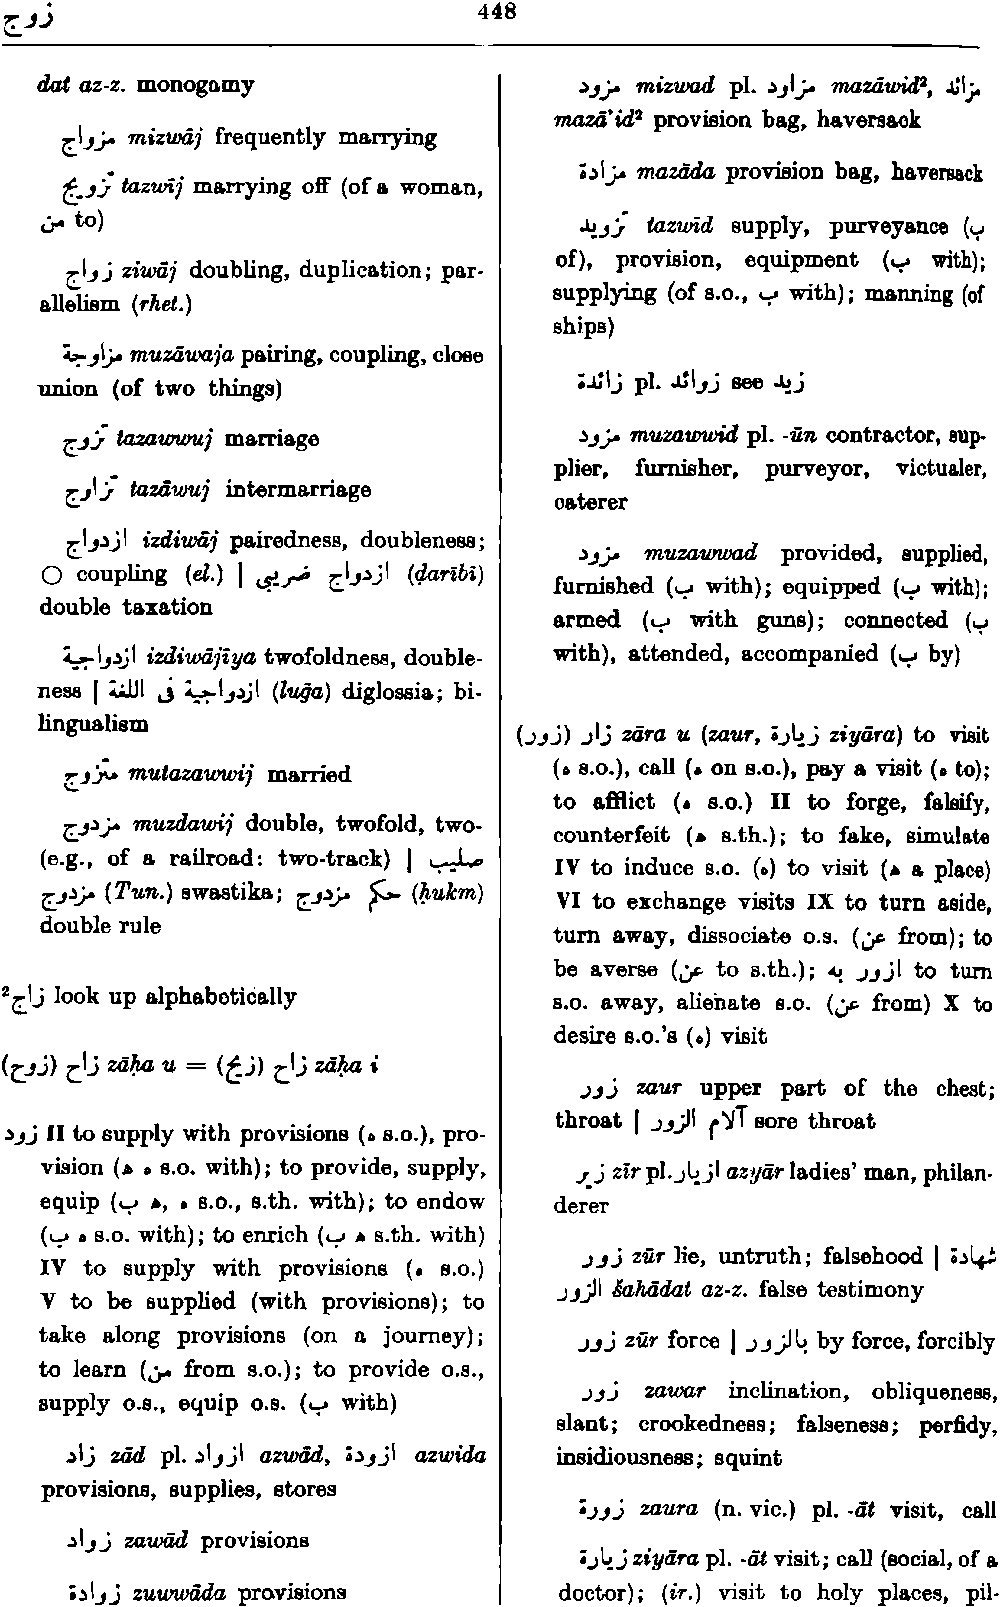 زوج
448
dat az-z. monogamy
مزواج mizwāj frequently marrying
تزويج tazwīj marrying off (of a woman,
من to)
زواج ziwāj doubling, duplication; par-
allelism (rhet.)
مزاوجة muzāwaja pairing, coupling, close
union (of two things)
تزوج tazawwuj marriage
تزاوج tazāwuj intermarriage
ازدواج izdiwāj pairedness, doubleness;
○ coupling (el.) | ازدواج ضريبى (ḍarībī)
double taxation
ازدواجية izdiwājīya twofoldness, double-
ness | ازدواجية فى اللغة (luḡa) diglossia; bi-
lingualism
متزوج mutazawwij married
مزدوج muzdawij double, twofold, two-
(e.g., of a railroad: two-track) | صليب
مزدوج (Tun.) swastika; حكم مزدوج (ḥukm)
double rule
²زاج look up alphabetically
(زوح) زاح zāḥa u = (زيح) زاح zāḥa i
زود II to supply with provisions (ه s.o.), pro-
vision (ه ه s.o. with); to provide, supply,
equip (ب ه, ه s.o., s.th. with); to endow
(ب ه s.o. with); to enrich (ب ه s.th. with)
IV to supply with provisions (ه s.o.)
V to be supplied (with provisions); to
take along provisions (on a journey);
to learn (من from s.o.); to provide o.s.,
supply o.s., equip o.s. (ب with)
زاد zād pl. ازواد azwād, ازودة azwida
provisions, supplies, stores
زواد zawād provisions
زوادة zuwwāda provisions
مزود mizwad pl. مزاود mazāwid², مزائد
mazā'id² provision bag, haversack
مزادة mazāda provision bag, haversack
تزويد tazwīd supply, purveyance (ب
of), provision, equipment (ب with);
supplying (of s.o., ب with); manning (of
ships)
زائدة pl. زوائد see زيد
مزود muzawwid pl. -ūn contractor, sup-
plier, furnisher, purveyor, victualer,
caterer
مزود muzawwad provided, supplied,
furnished (ب with); equipped (ب with);
armed (ب with guns); connected (ب
with), attended, accompanied (ب by)
(زور) زار zāra u (zaur, زيارة ziyāra) to visit
(ه s.o.), call (ه on s.o.), pay a visit (ه to);
to afflict (ه s.o.) II to forge, falsify,
counterfeit (ه s.th.); to fake, simulate
IV to induce s.o. (ه) to visit (ه a place)
VI to exchange visits IX to turn aside,
turn away, dissociate o.s. (عن from); to
be averse (عن to s.th.); ازور به to turn
s.o. away, alienate s.o. (عن from) X to
desire s.o.'s (ه) visit
زور zaur upper part of the chest;
throat | آلام الزور sore throat
زير zīr pl. ازيار azyār ladies' man, philan-
derer
زور zūr lie, untruth; falsehood | شهادة
الزور šahādat az-z. false testimony
زور zūr force | بالزور by force, forcibly
زور zawar inclination, obliqueness,
slant; crookedness; falseness; perfidy,
insidiousness; squint
زورة zaura (n. vic.) pl. -āt visit, call
زيارة ziyāra pl. -āt visit; call (social, of a
doctor); (ir.) visit to holy places, pil-